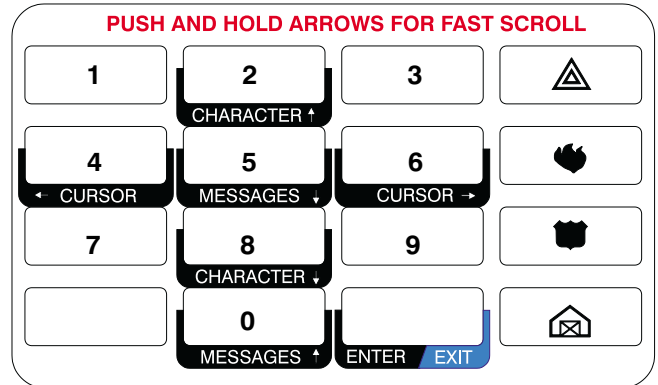 PUSH AND HOLD ARROWS FOR FAST SCROLL
1 2 3
CHARACTER ↑
4 5 6
← CURSOR MESSAGES ↓ CURSOR →
7 8 9
CHARACTER ↓
0
MESSAGES ↑ ENTER EXIT